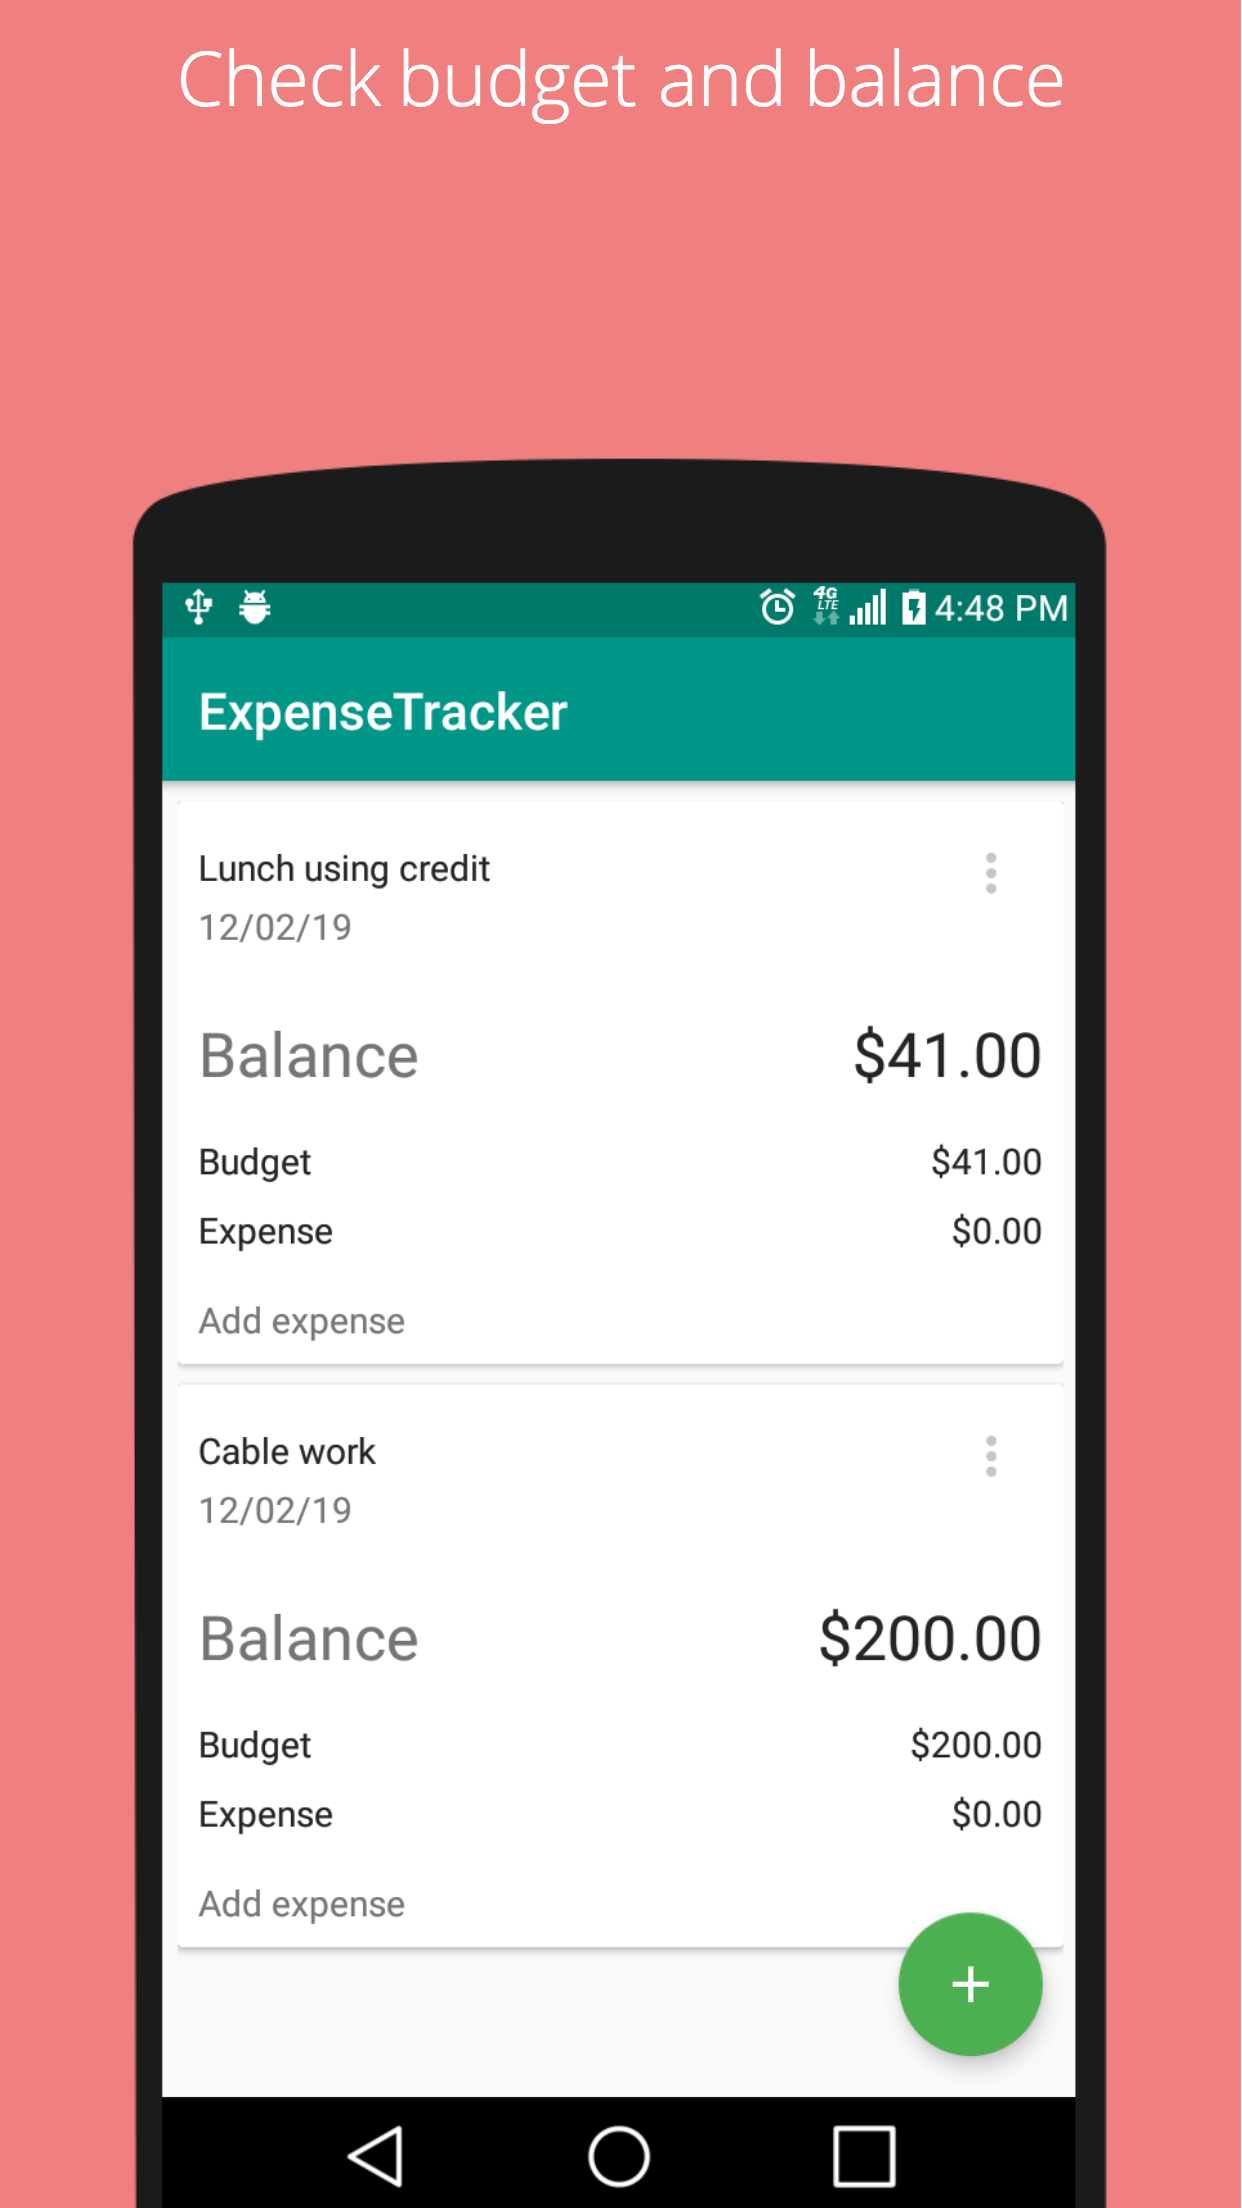 Check budget and balance
4G
LTE
4:48 PM
ExpenseTracker
Lunch using credit
12/02/19
Balance $41.00
Budget $41.00
Expense $0.00
Add expense
Cable work
12/02/19
Balance $200.00
Budget $200.00
Expense $0.00
Add expense
+